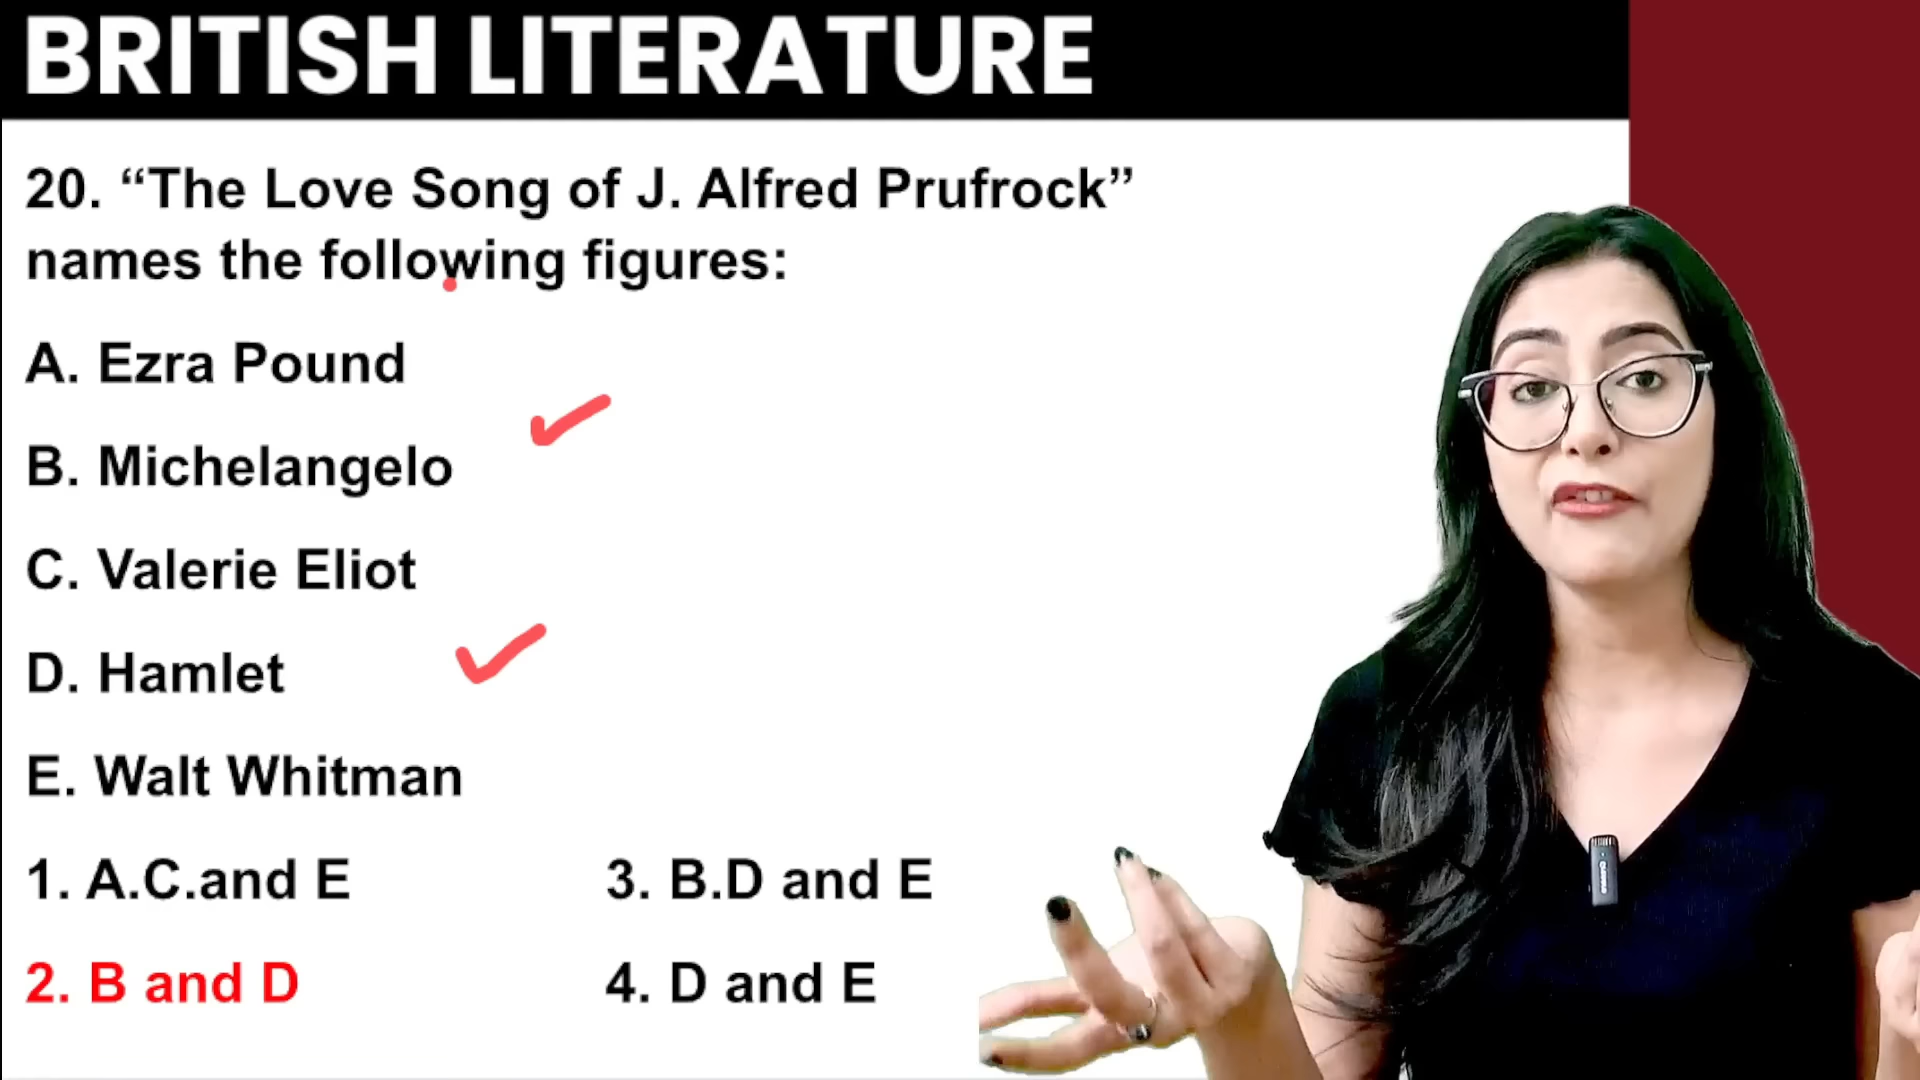 BRITISH LITERATURE
20. “The Love Song of J. Alfred Prufrock”
names the following figures:
A. Ezra Pound
B. Michelangelo
C. Valerie Eliot
D. Hamlet
E. Walt Whitman
1. A.C.and E
3. B.D and E
2. B and D
4. D and E